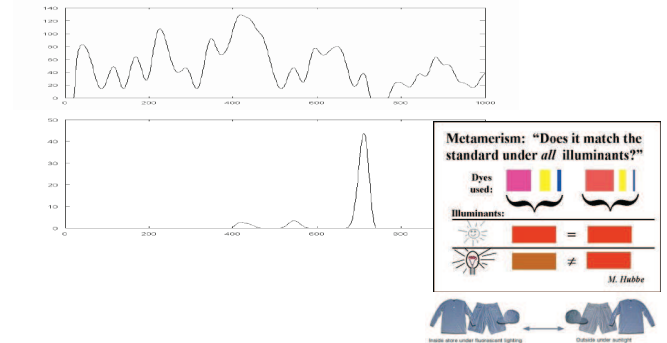 140
120
100
80
60
40
20
0
0 200 400 600 800 1000
50
40
30
20
10
0
0 200 400 600 800
Metamerism: "Does it match the
standard under all illuminants?"
Dyes
used:
Illuminants:
=
≠
M. Hubbe
Inside store under fluorescent lighting
Outside under sunlight